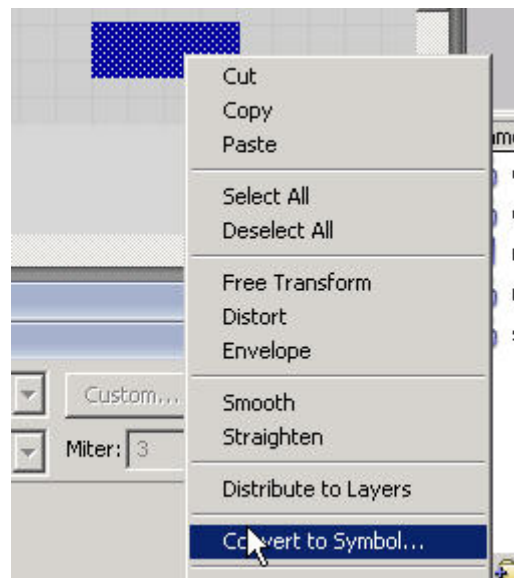 Cut
Copy
Paste
Select All
Deselect All
Free Transform
Distort
Envelope
Custom...
Smooth
Straighten
Miter: 3
Distribute to Layers
Convert to Symbol...